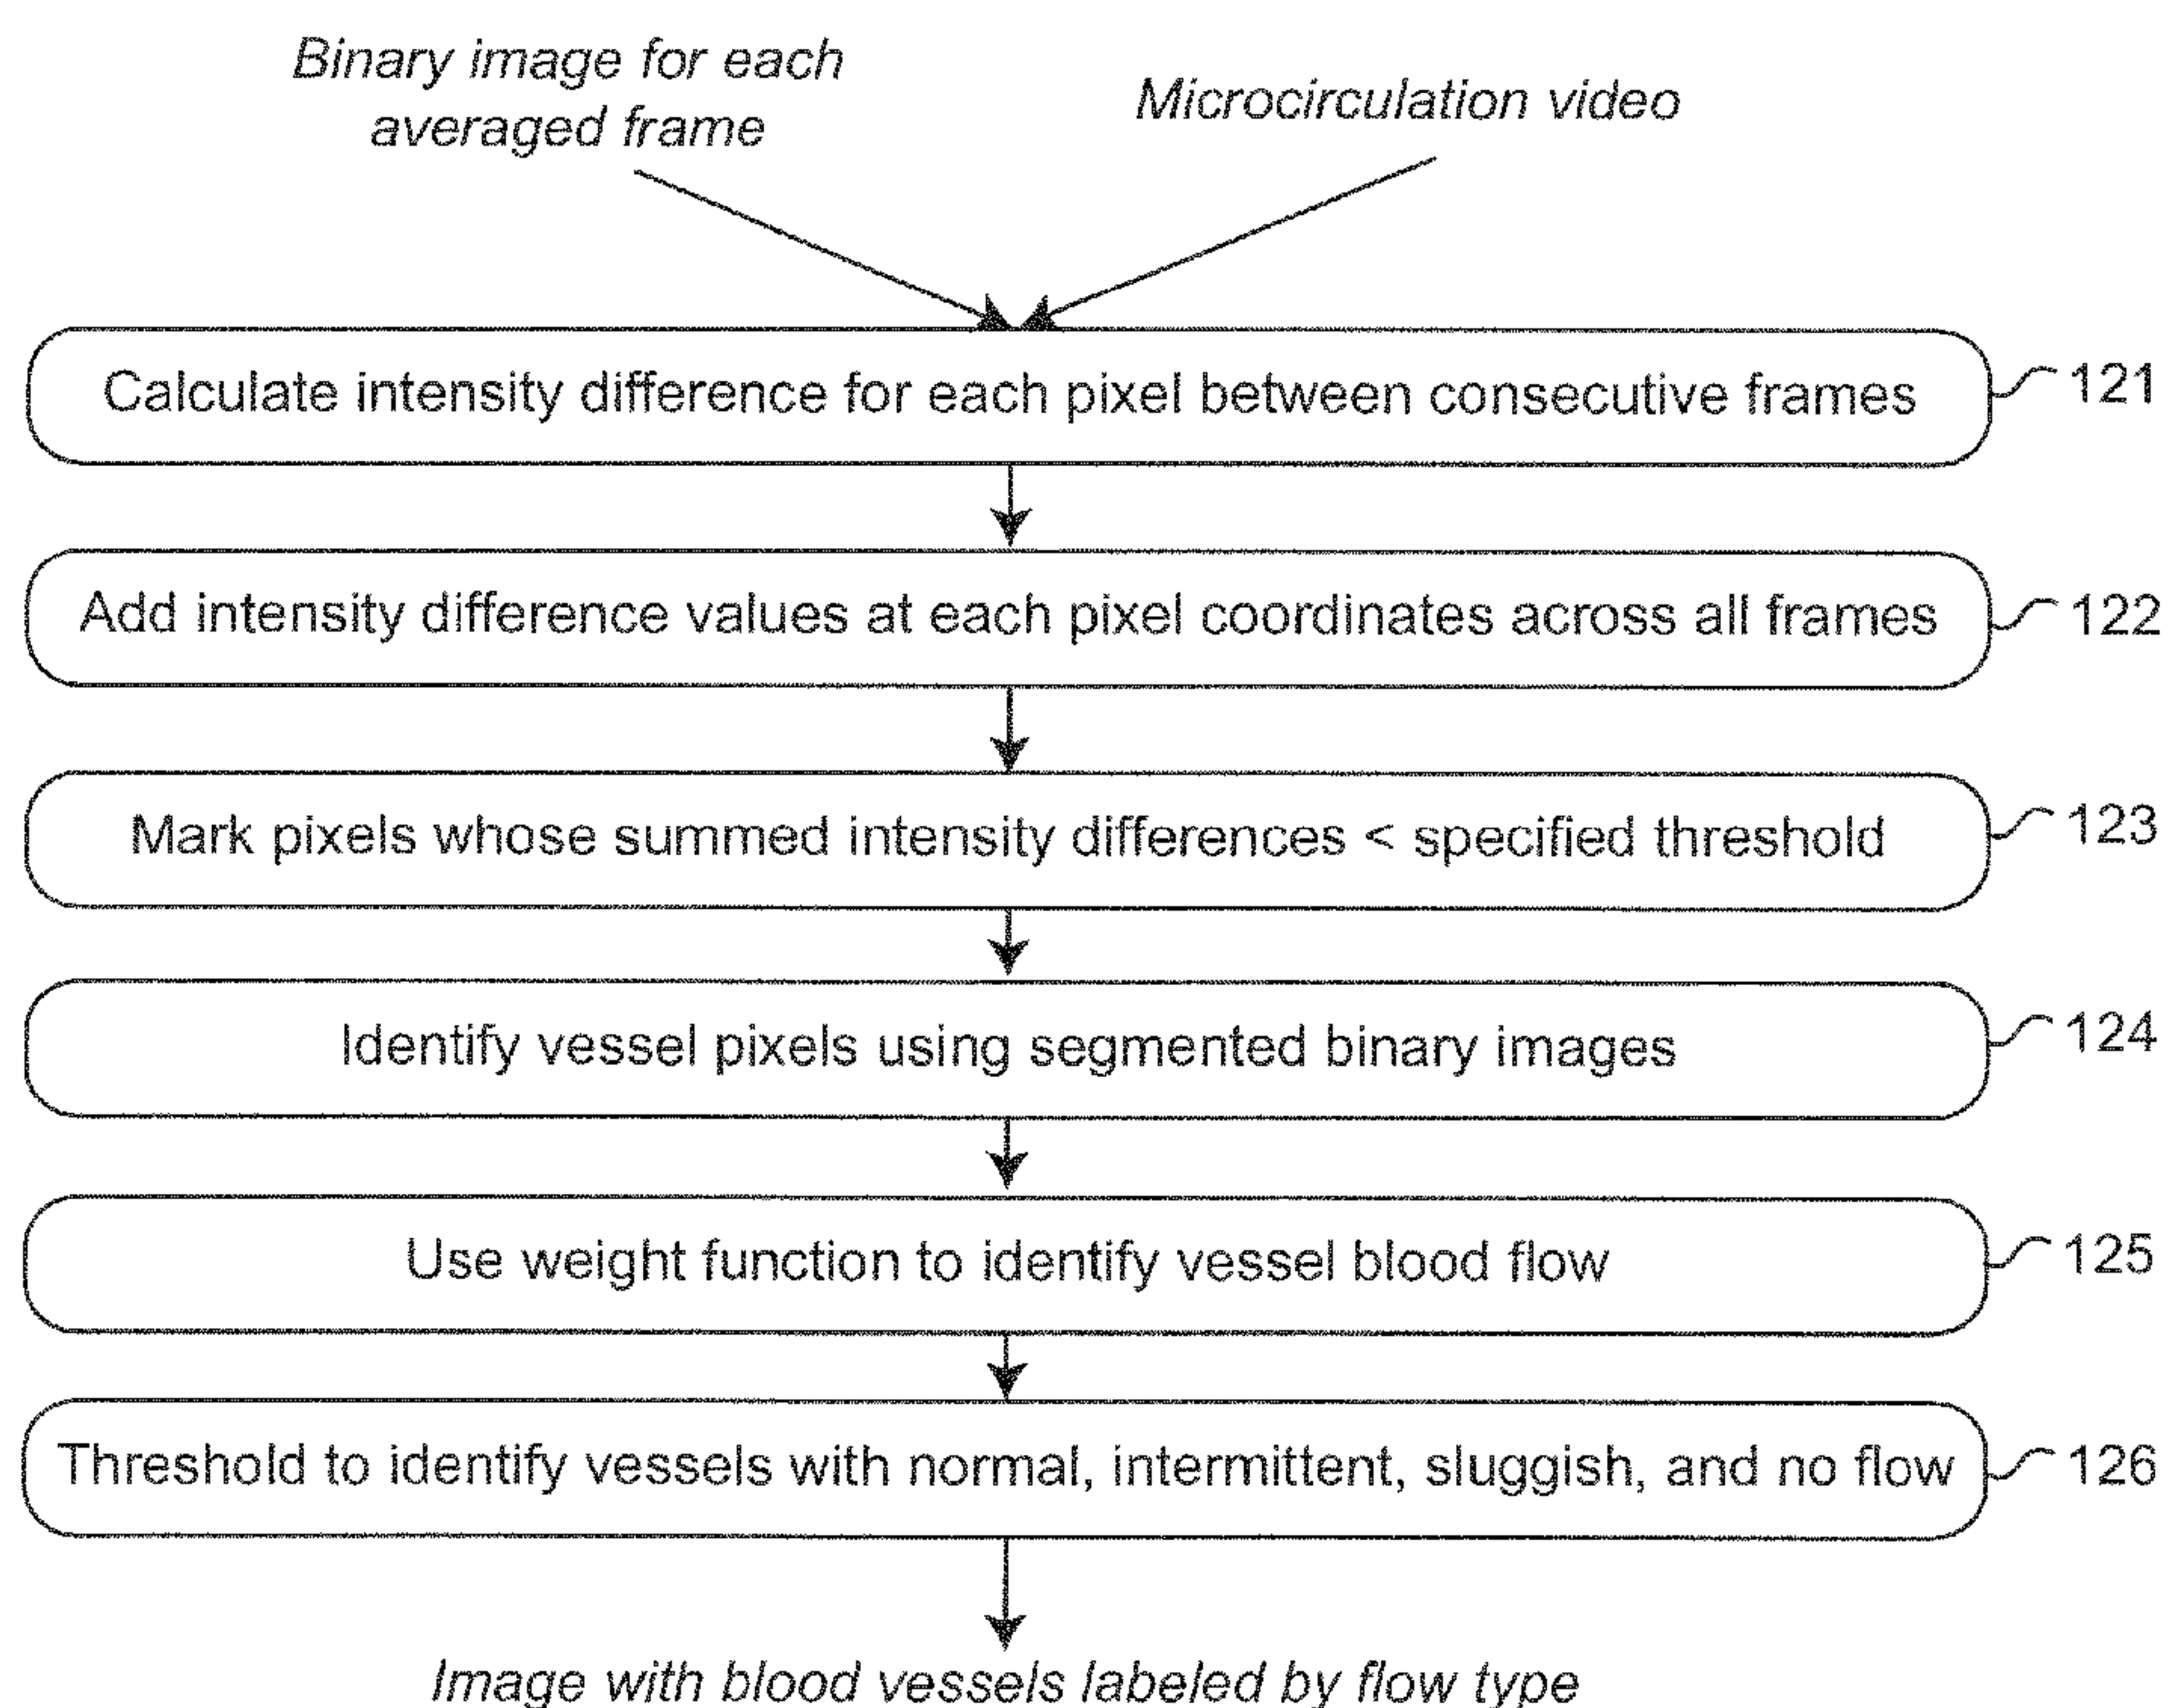 Binary image for each
averaged frame
Microcirculation video
Calculate intensity difference for each pixel between consecutive frames
121
Add intensity difference values at each pixel coordinates across all frames
122
Mark pixels whose summed intensity differences < specified threshold
123
Identify vessel pixels using segmented binary images
124
Use weight function to identify vessel blood flow
125
Threshold to identify vessels with normal, intermittent, sluggish, and no flow
126
Image with blood vessels labeled by flow type